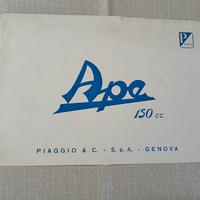 P
Ape
150 cc.
PIAGGIO & C. - S.p.A. - GENOVA